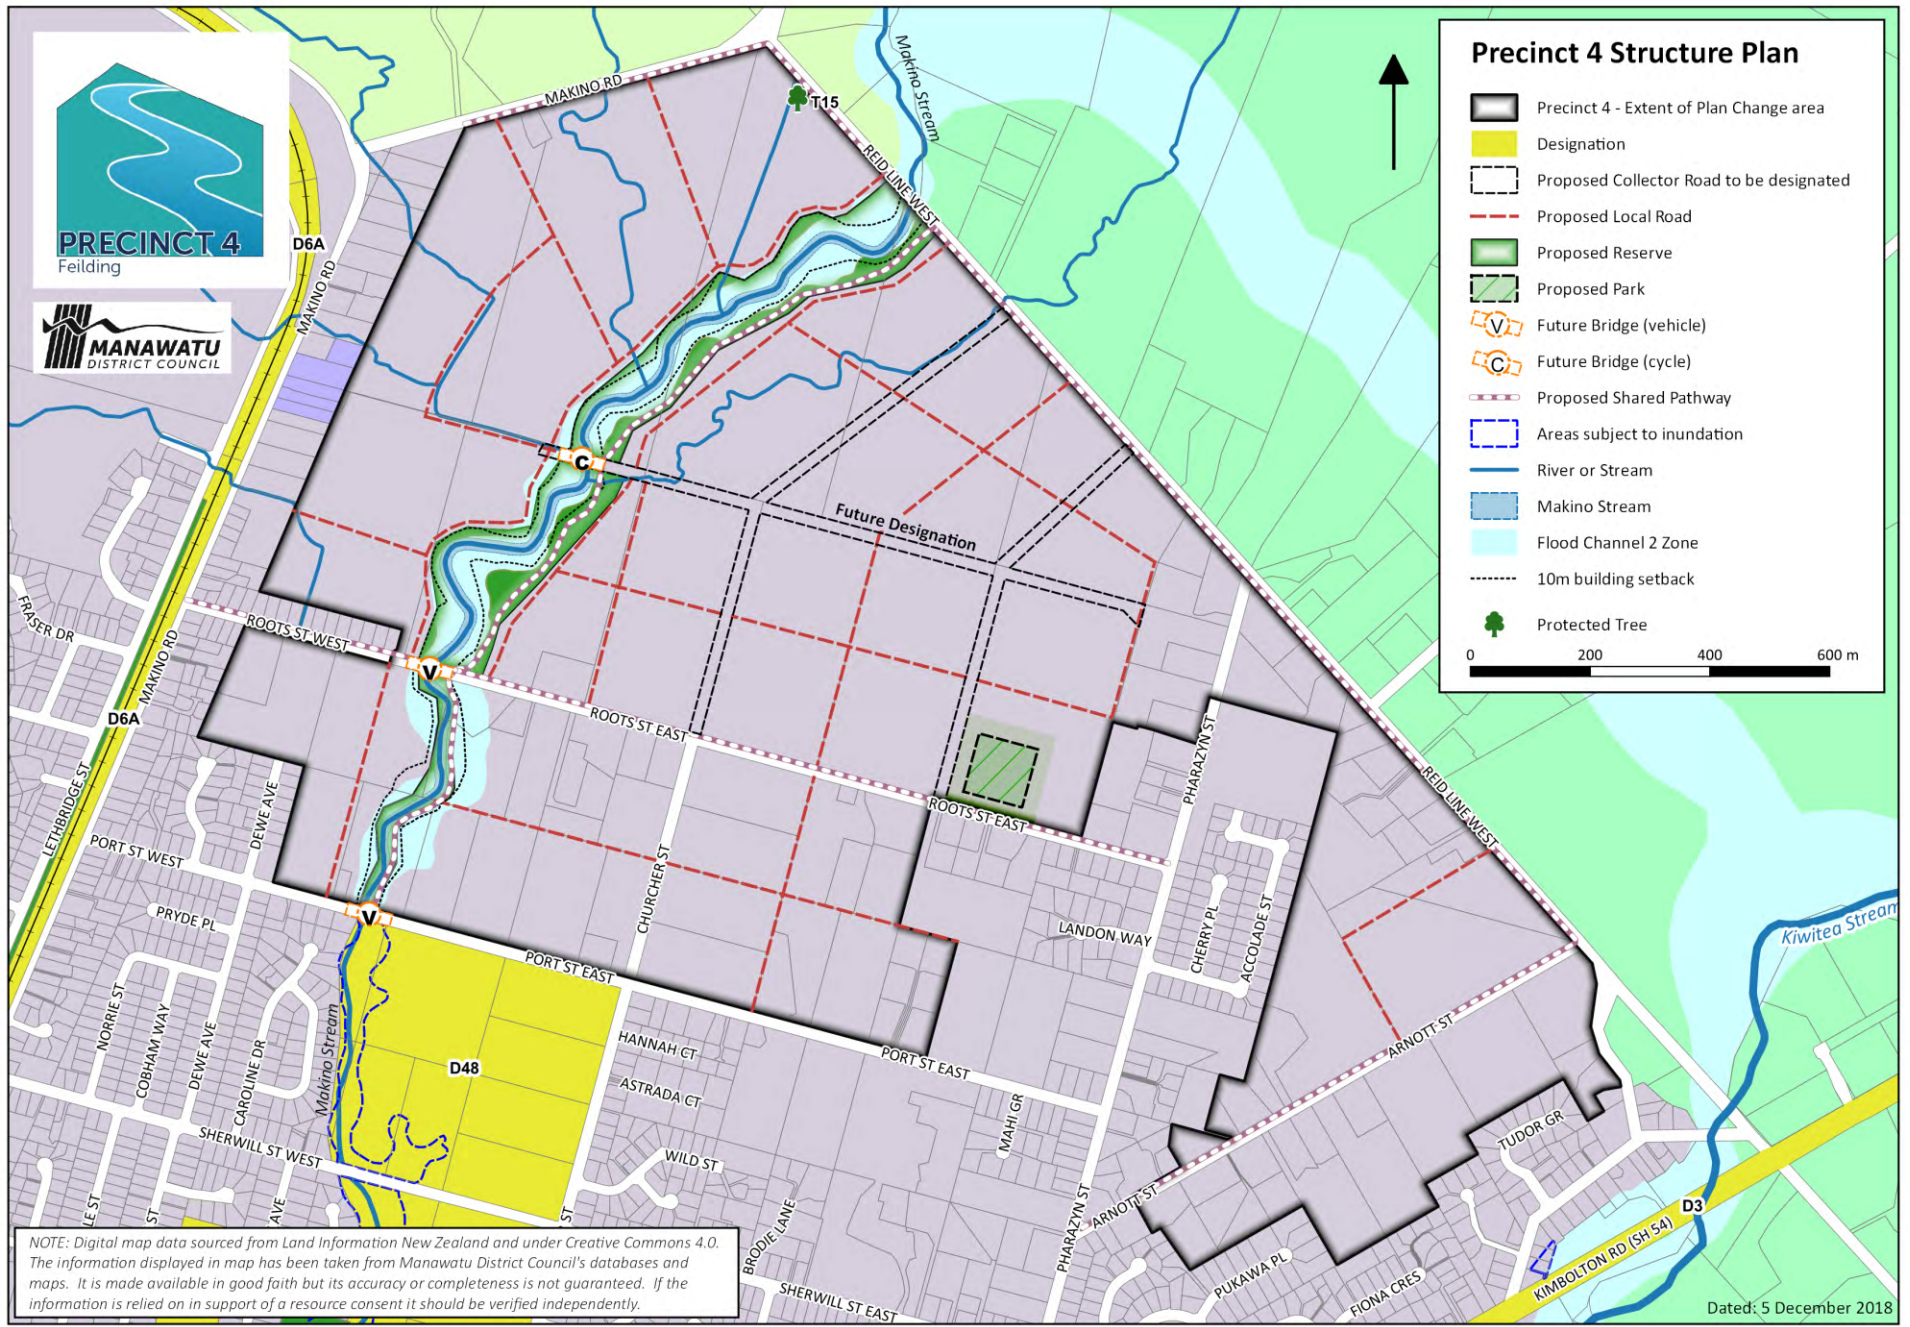 Precinct 4 Structure Plan
Precinct 4 - Extent of Plan Change area
Designation
Proposed Collector Road to be designated
Proposed Local Road
Proposed Reserve
Proposed Park
V
Future Bridge (vehicle)
C
Future Bridge (cycle)
Proposed Shared Pathway
Areas subject to inundation
River or Stream
Makino Stream
Flood Channel 2 Zone
10m building setback
Protected Tree
0 200 400 600 m
PRECINCT 4
Feilding
MANAWATU
DISTRICT COUNCIL
MAKINO RD
T15
Makino Stream
REID LINE WEST
D6A
MAKINO RD
C
Future Designation
FRASER DR
ROOTS ST WEST
MAKINO RD
V
D6A
ROOTS ST EAST
PHARAZYN ST
LETHBRIDGE ST
DEWE AVE
ROOTS ST EAST
REID LINE WEST
PORT ST WEST
CHURCHER ST
PRYDE PL
V
LANDON WAY
CHERRY PL
ACCOLADE ST
Kiwitea Stream
PORT ST EAST
NORRIE ST
COBHAM WAY
DEWE AVE
CAROLINE DR
Makino Stream
D48
HANNAH CT
ASTRADA CT
PORT ST EAST
ARNOTT ST
MAHI GR
TUDOR GR
SHERWILL ST WEST
WILD ST
LE ST
ST
AVE
ST
BRODIE LANE
PHARAZYN ST
ARNOTT ST
D3
KIMBOLTON RD (SH 54)
PUKAWA PL
FIONA CRES
SHERWILL ST EAST
NOTE: Digital map data sourced from Land Information New Zealand and under Creative Commons 4.0.
The information displayed in map has been taken from Manawatu District Council's databases and
maps. It is made available in good faith but its accuracy or completeness is not guaranteed. If the
information is relied on in support of a resource consent it should be verified independently.
Dated: 5 December 2018